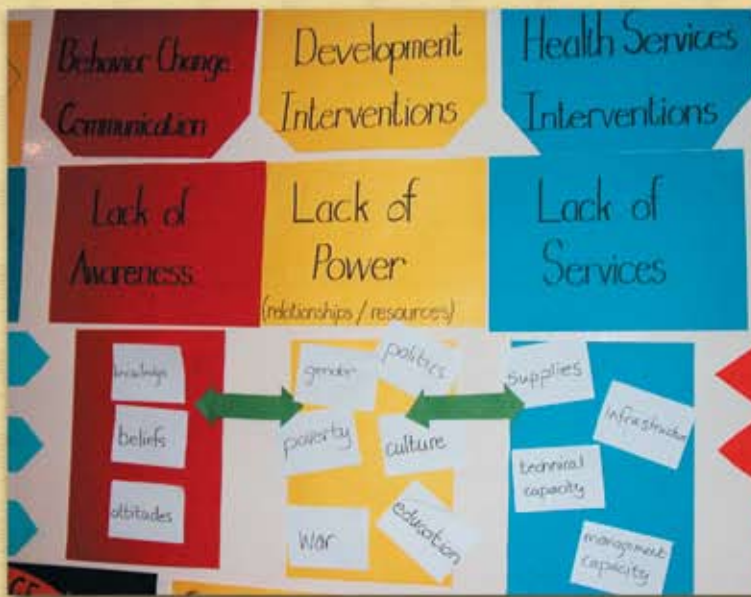 Behavior Change
Communication
Development
Interventions
Health Services
Interventions
Lack of
Awareness
Lack of
Power
(relationships / resources)
Lack of
Services
knowledge
beliefs
attitudes
gender
politics
poverty
culture
war
education
supplies
infrastructure
technical
capacity
management
capacity